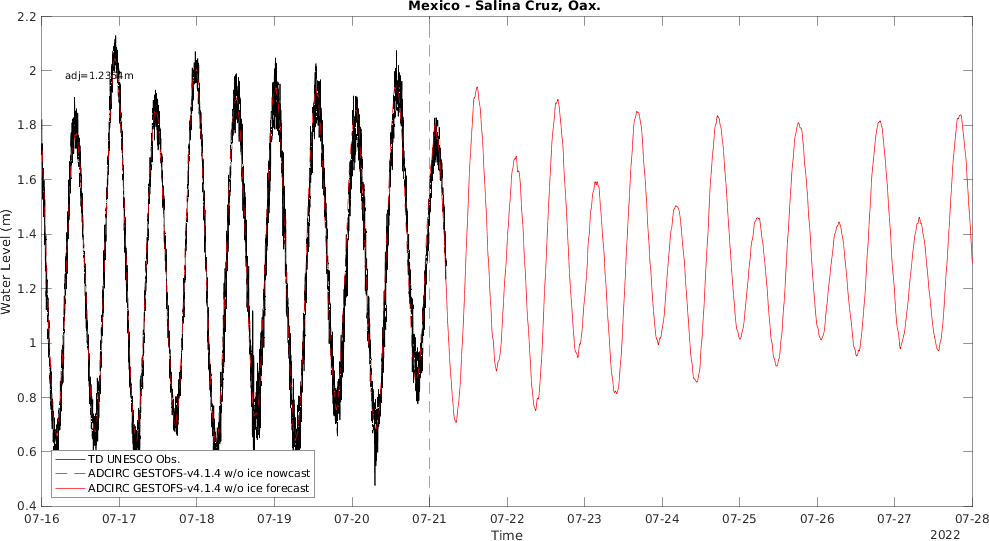 Mexico - Salina Cruz, Oax.
2.2
2
1.8
1.6
1.4
1.2
1
0.8
0.6
0.4
Water Level (m)
adj=1.2354m
TD UNESCO Obs.
ADCIRC GESTOFS-v4.1.4 w/o ice nowcast
ADCIRC GESTOFS-v4.1.4 w/o ice forecast
07-16 07-17 07-18 07-19 07-20 07-21 07-22 07-23 07-24 07-25 07-26 07-27 07-28
Time
2022